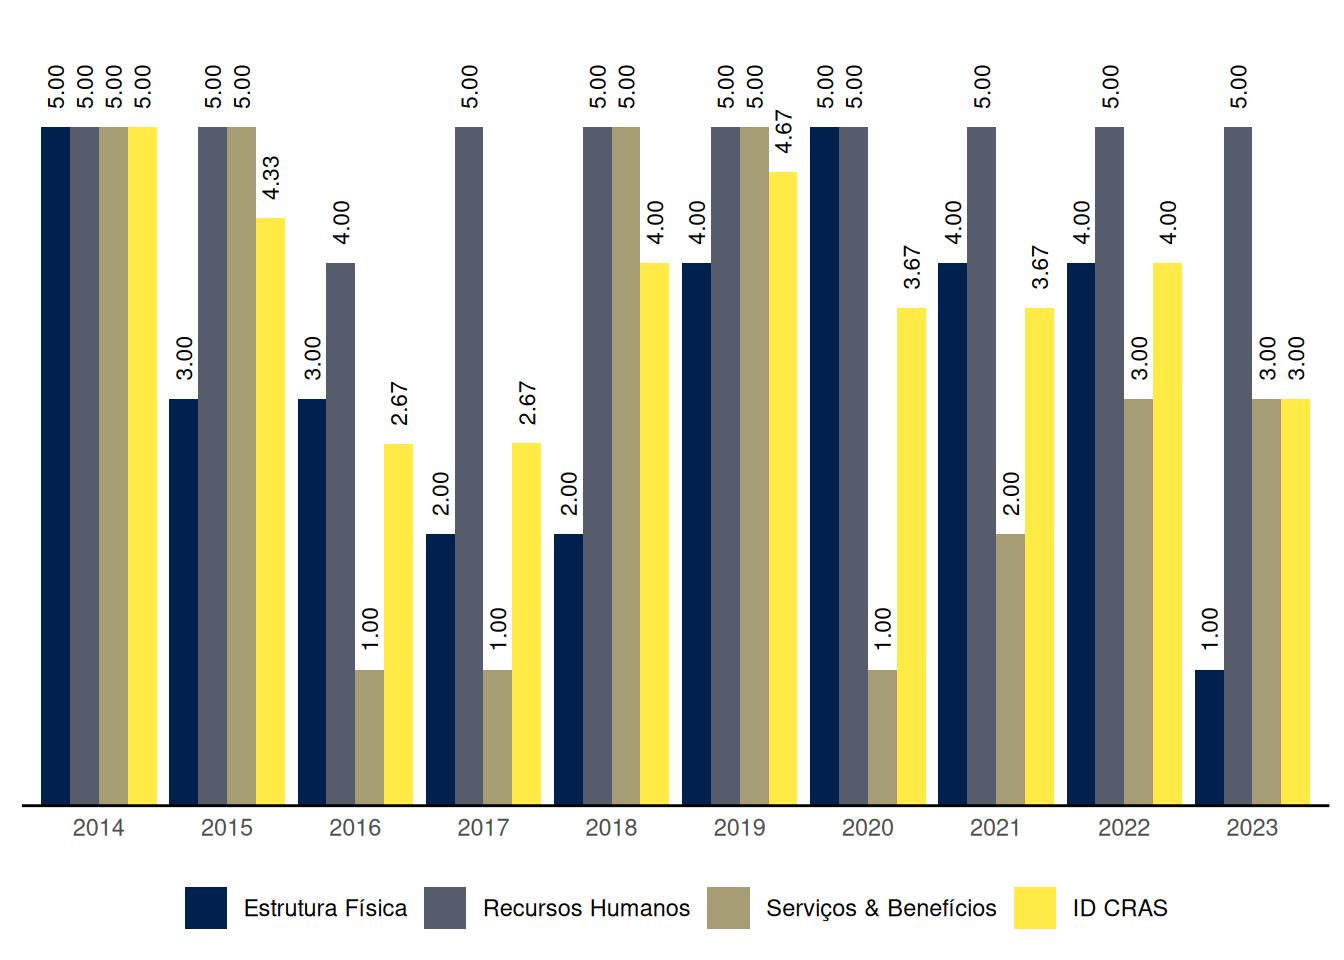 5.00 5.00 5.00 5.00 3.00 5.00 5.00 4.33 3.00 4.00 1.00 2.67 2.00 5.00 1.00 2.67 2.00 5.00 5.00 4.00 4.00 5.00 5.00 4.67 5.00 5.00 1.00 3.67 4.00 5.00 2.00 3.67 4.00 5.00 3.00 4.00 1.00 5.00 3.00 3.00
2014 2015 2016 2017 2018 2019 2020 2021 2022 2023
Estrutura Física Recursos Humanos Serviços & Benefícios ID CRAS